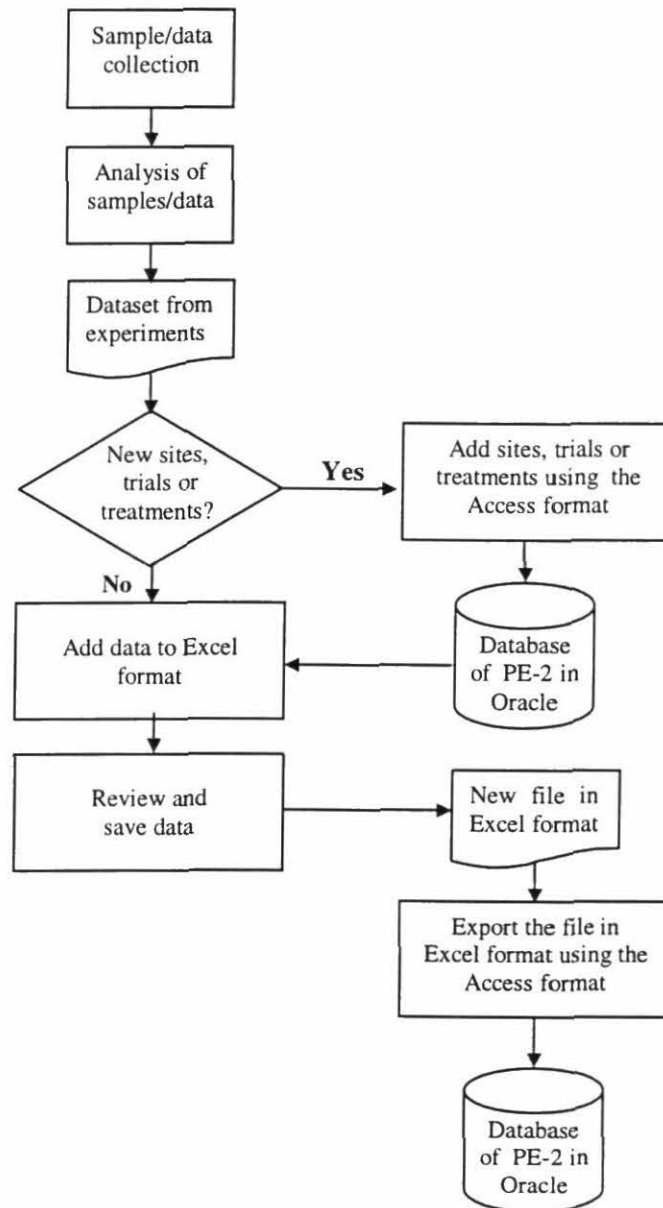 Sample/data
collection
Analysis of
samples/data
Dataset from
experiments
New sites,
trials or
treatments?
Yes
Add sites, trials or
treatments using the
Access format
No
Database
of PE-2 in
Oracle
Add data to Excel
format
Review and
save data
New file in
Excel format
Export the file in
Excel format using the
Access format
Database
of PE-2 in
Oracle